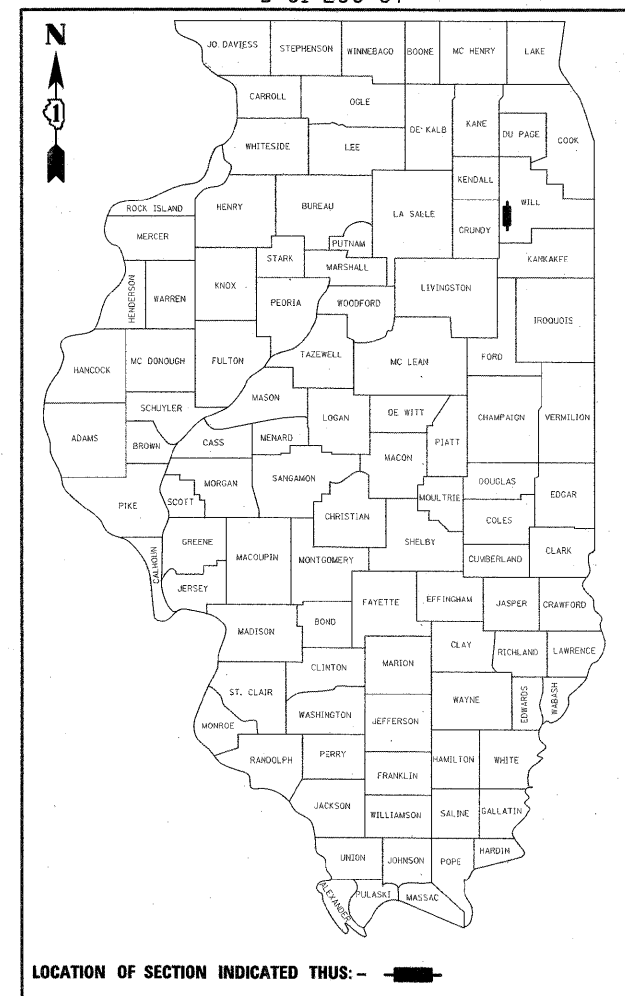 N
1
JO DAVIESS STEPHENSON WINNEBAGO BOONE MC HENRY LAKE
CARROLL OGLE DE KALB KANE DU PAGE COOK
WHITESIDE LEE
KENDALL WILL
ROCK ISLAND HENRY BUREAU LA SALLE GRUNDY
MERCER PUTNAM
STARK MARSHALL KANKAKEE
HENDERSON WARREN KNOX PEORIA WOODFORD LIVINGSTON
IROQUOIS
HANCOCK MC DONOUGH FULTON TAZEWELL MC LEAN FORD
SCHUYLER MASON LOGAN DE WITT CHAMPAIGN VERMILION
ADAMS BROWN CASS MENARD MACON PIATT
PIKE SCOTT MORGAN SANGAMON MOULTRIE DOUGLAS EDGAR
CHRISTIAN COLES
CALHOUN GREENE MACOUPIN MONTGOMERY SHELBY CUMBERLAND CLARK
JERSEY
FAYETTE EFFINGHAM JASPER CRAWFORD
MADISON BOND
CLAY RICHLAND LAWRENCE
CLINTON MARION
ST. CLAIR WAYNE EDWARDS WABASH
MONROE WASHINGTON JEFFERSON
RANDOLPH PERRY HAMILTON WHITE
FRANKLIN
JACKSON WILLIAMSON SALINE GALLATIN
UNION JOHNSON POPE HARDIN
ALEXANDER PULASKI MASSAC
LOCATION OF SECTION INDICATED THUS: -